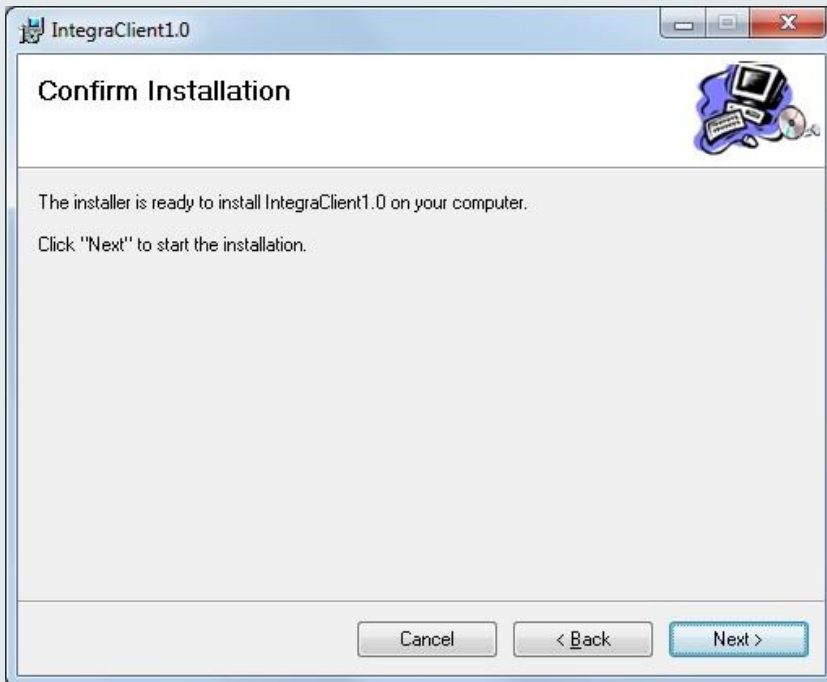 IntegraClient1.0
Confirm Installation
The installer is ready to install IntegraClient1.0 on your computer.
Click "Next" to start the installation.
Cancel
< Back
Next >